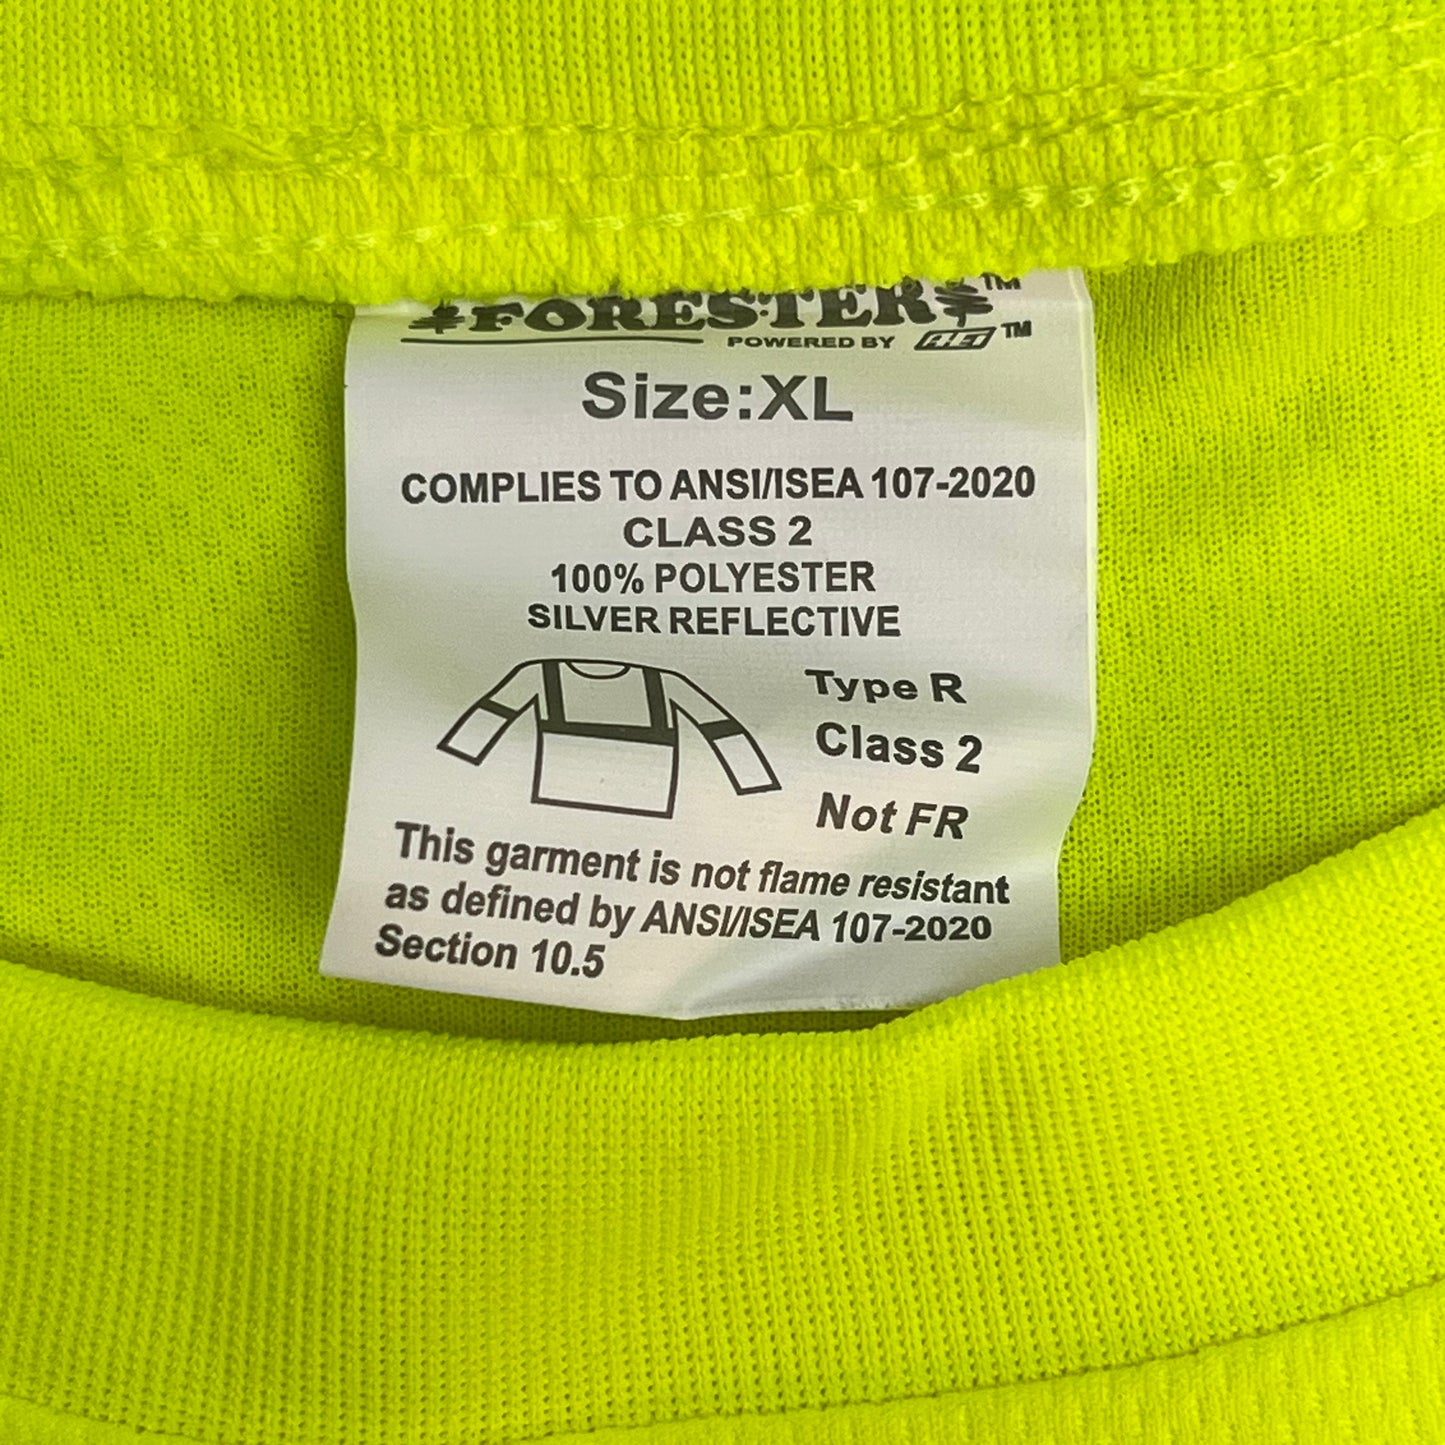 FORESTER™
POWERED BY AEI™
Size:XL
COMPLIES TO ANSI/ISEA 107-2020
CLASS 2
100% POLYESTER
SILVER REFLECTIVE
Type R
Class 2
Not FR
This garment is not flame resistant
as defined by ANSI/ISEA 107-2020
Section 10.5